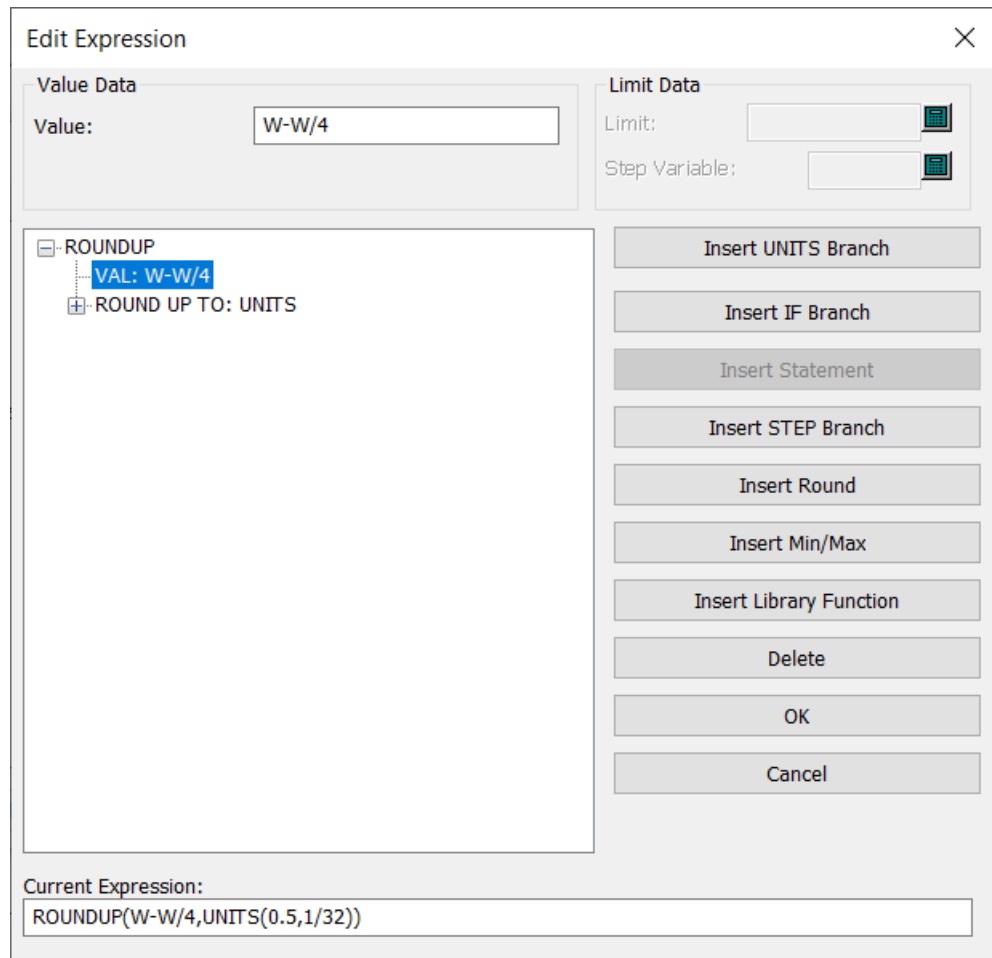 Edit Expression
Value Data
Value:
W-W/4
Limit Data
Limit:
Step Variable:
ROUNDUP
VAL: W-W/4
ROUND UP TO: UNITS
Insert UNITS Branch
Insert IF Branch
Insert Statement
Insert STEP Branch
Insert Round
Insert Min/Max
Insert Library Function
Delete
OK
Cancel
Current Expression:
ROUNDUP(W-W/4,UNITS(0.5,1/32))